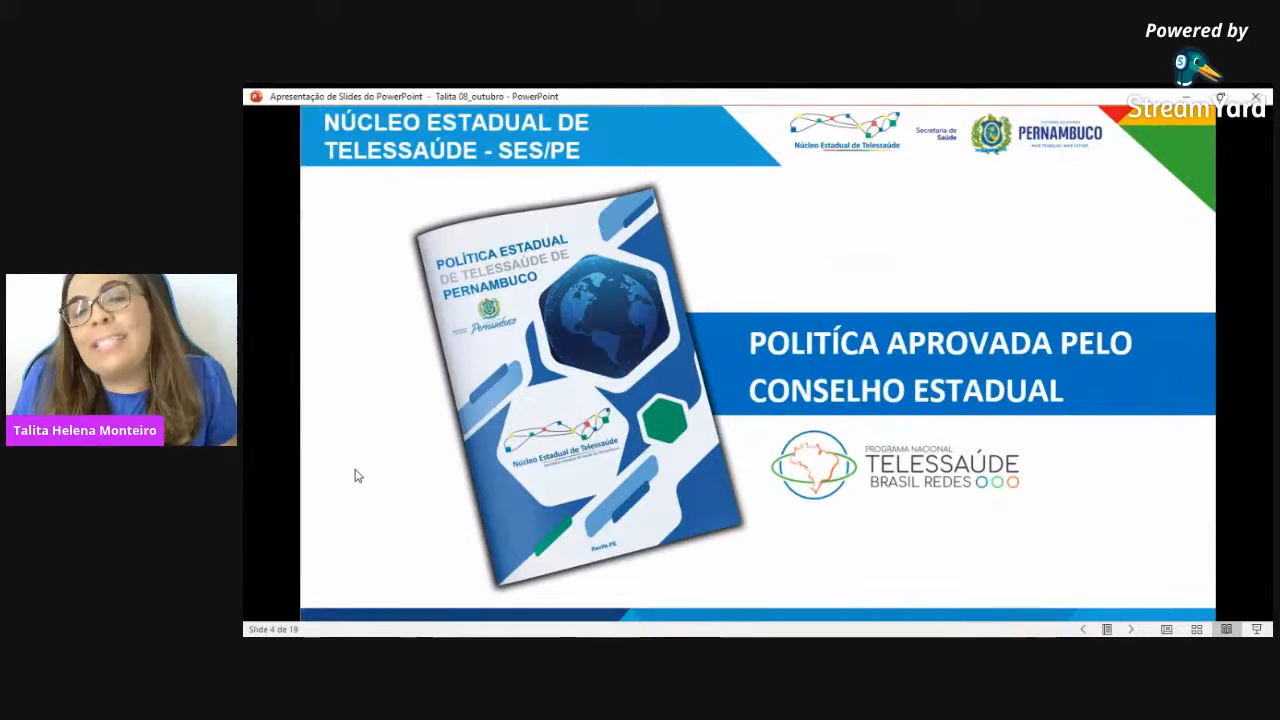 Powered by
StreamYard
Apresentação de Slides do PowerPoint - Talita 08_outubro - PowerPoint
NÚCLEO ESTADUAL DE
TELESSAÚDE - SES/PE
Núcleo Estadual de Telessaúde
Secretaria de
Saúde
PERNAMBUCO
POLÍTICA ESTADUAL
DE TELESSAÚDE DE
PERNAMBUCO
Pernambuco
Núcleo Estadual de Telessaúde
Recife-PE
POLITÍCA APROVADA PELO
CONSELHO ESTADUAL
PROGRAMA NACIONAL
TELESSAÚDE
BRASIL REDES
Talita Helena Monteiro
Slide 4 de 19